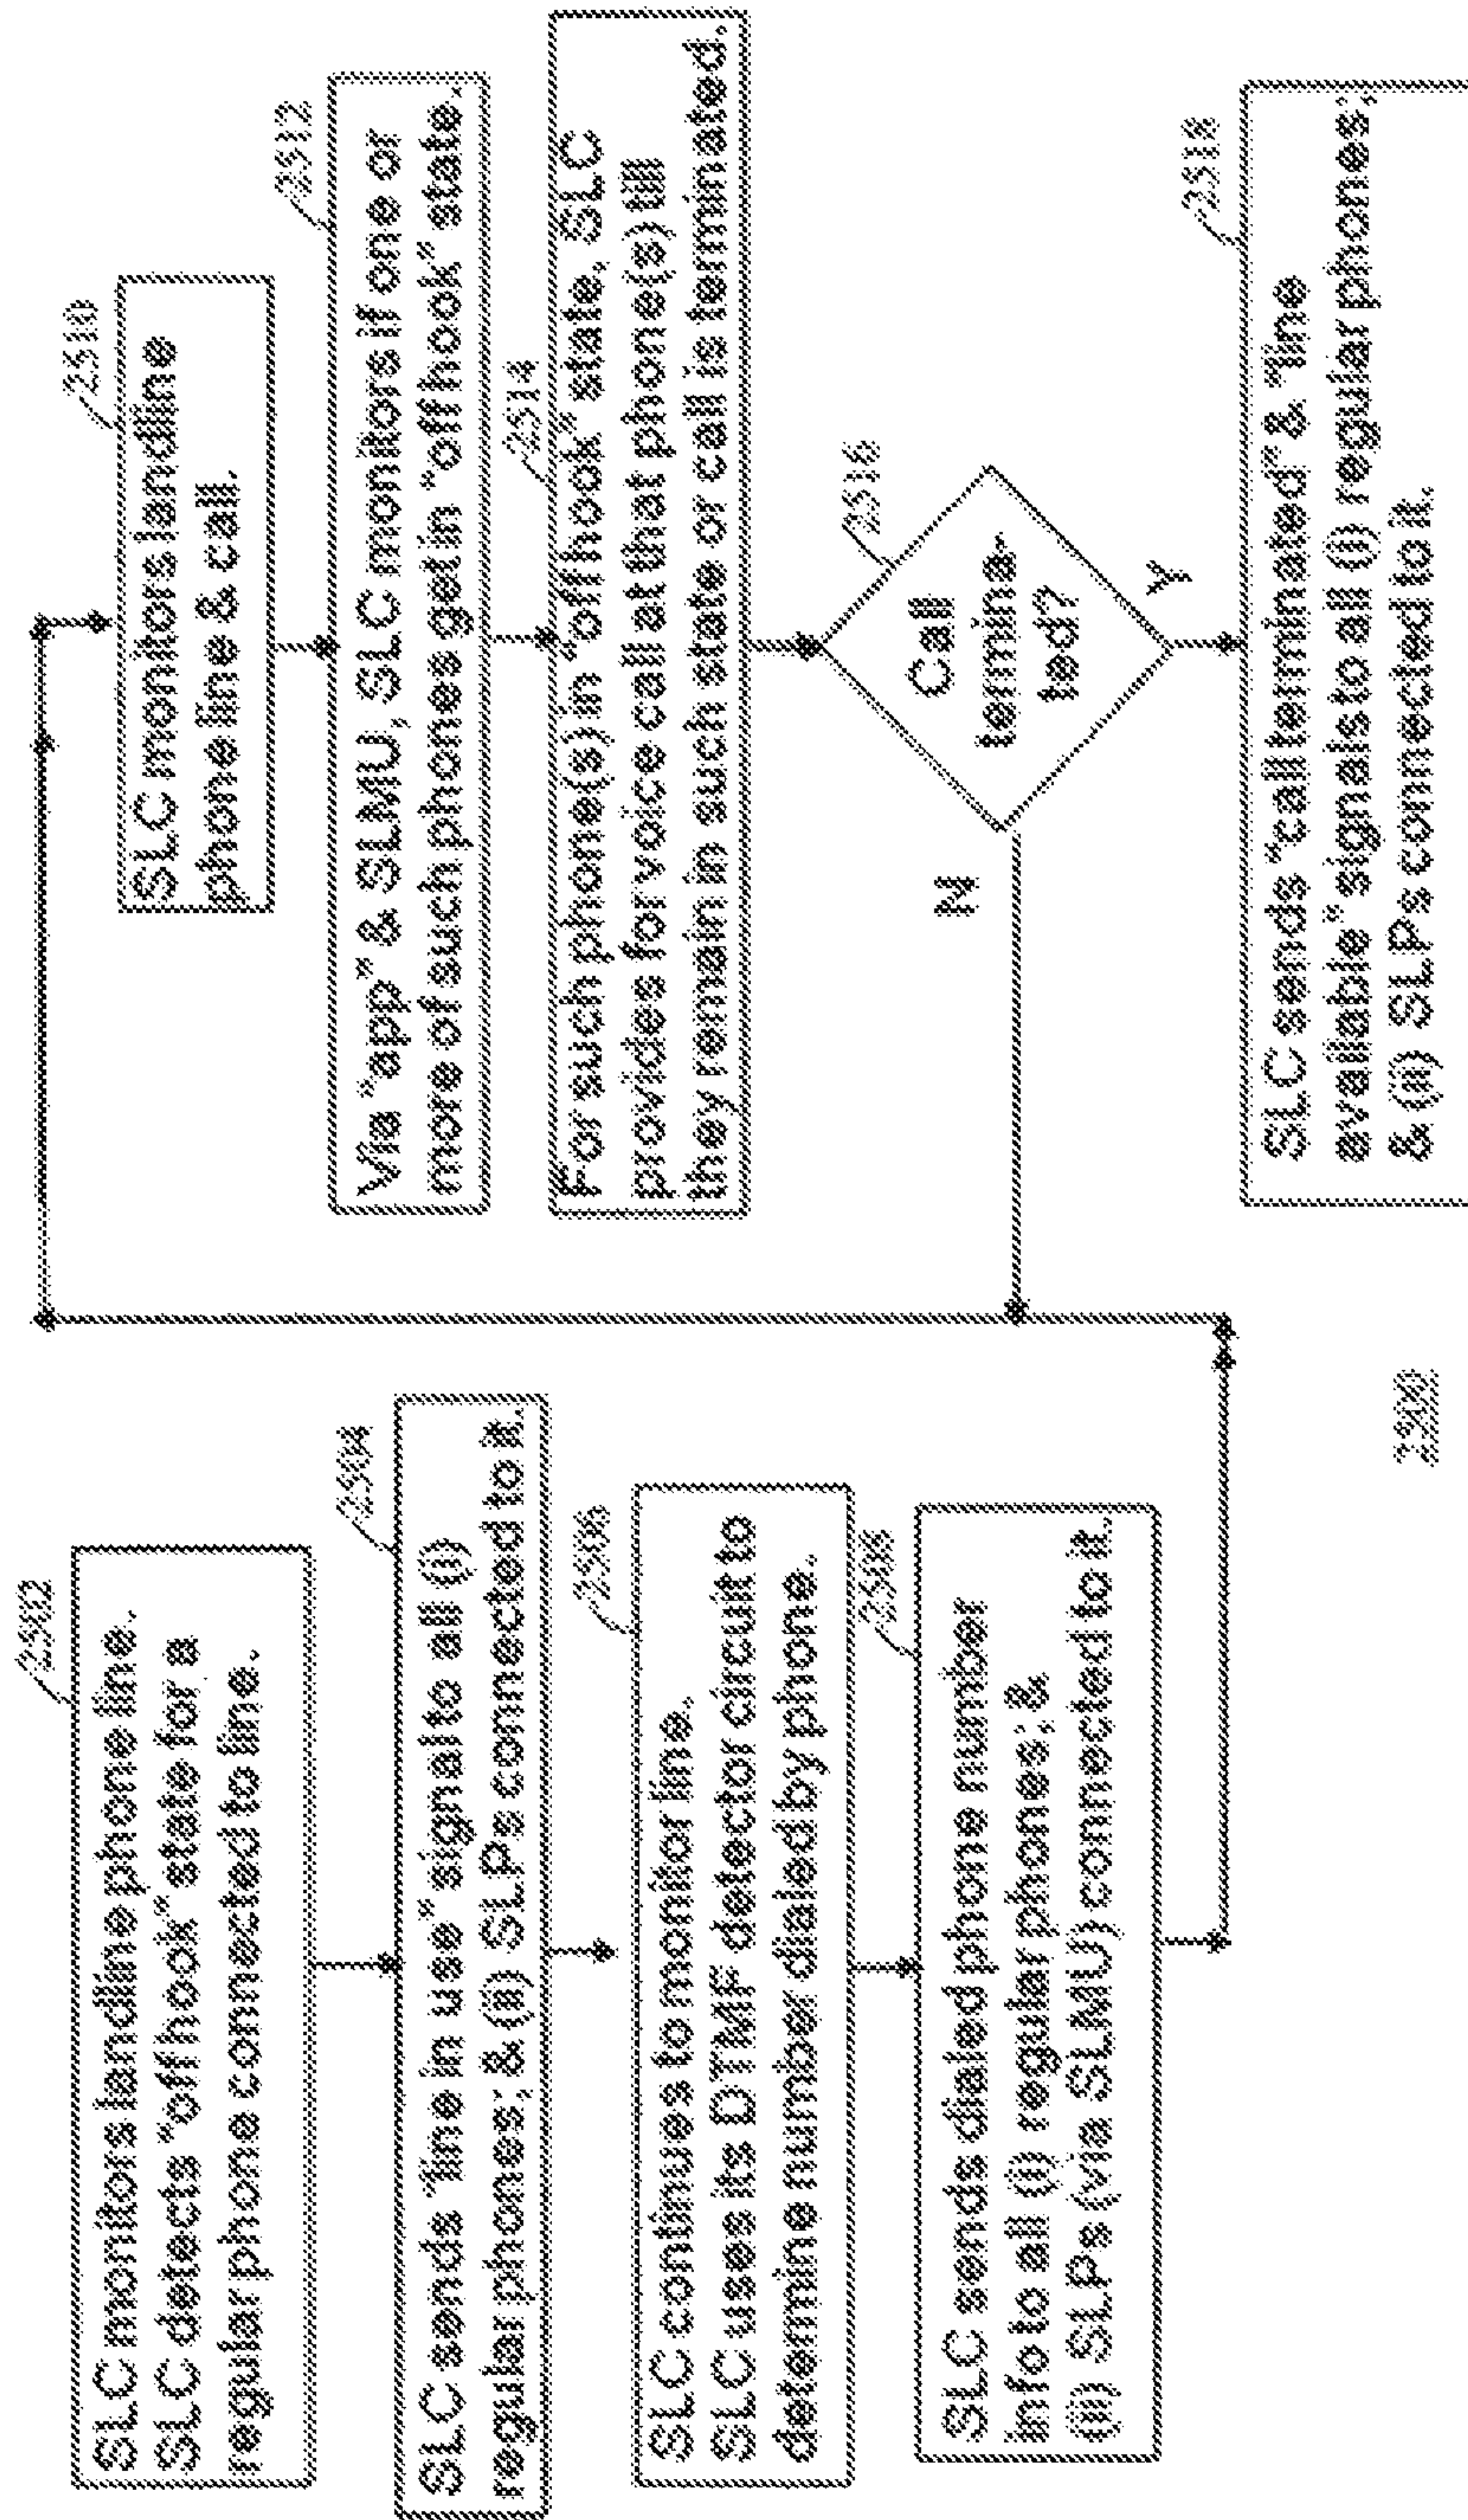 2502
SLC monitors landline phone line.
SLC detects "offhook" state for a
regular phone connected to line.
2504
SLC sends "line in use" signal to all (i)
regular phones; & (ii) SLPs connected to it.
2506
SLC continues to monitor line.
SLC uses its DTMF detector circuit to
determine number dialed by phone.
2508
SLC sends dialed phone number
info to all (i) regular phones; &
(ii) SLPs (via SLMU) connected to it.
2510
SLC monitors landline
phone line & call.
2512
Via "app" & SLMU, SLC monitors if one or
more of such phones get in "offhook" state.
2514
For such phone(s) in "offhook" state, SLC
provides for voice call at that phone(s) till
they remain in such state or call is terminated.
2516
Call
termina-
ted?
N
Y
2518
SLC sends "call terminated" & "line
available" signals to all (i) regular phones;
& (ii) SLPs connected to it.
2500